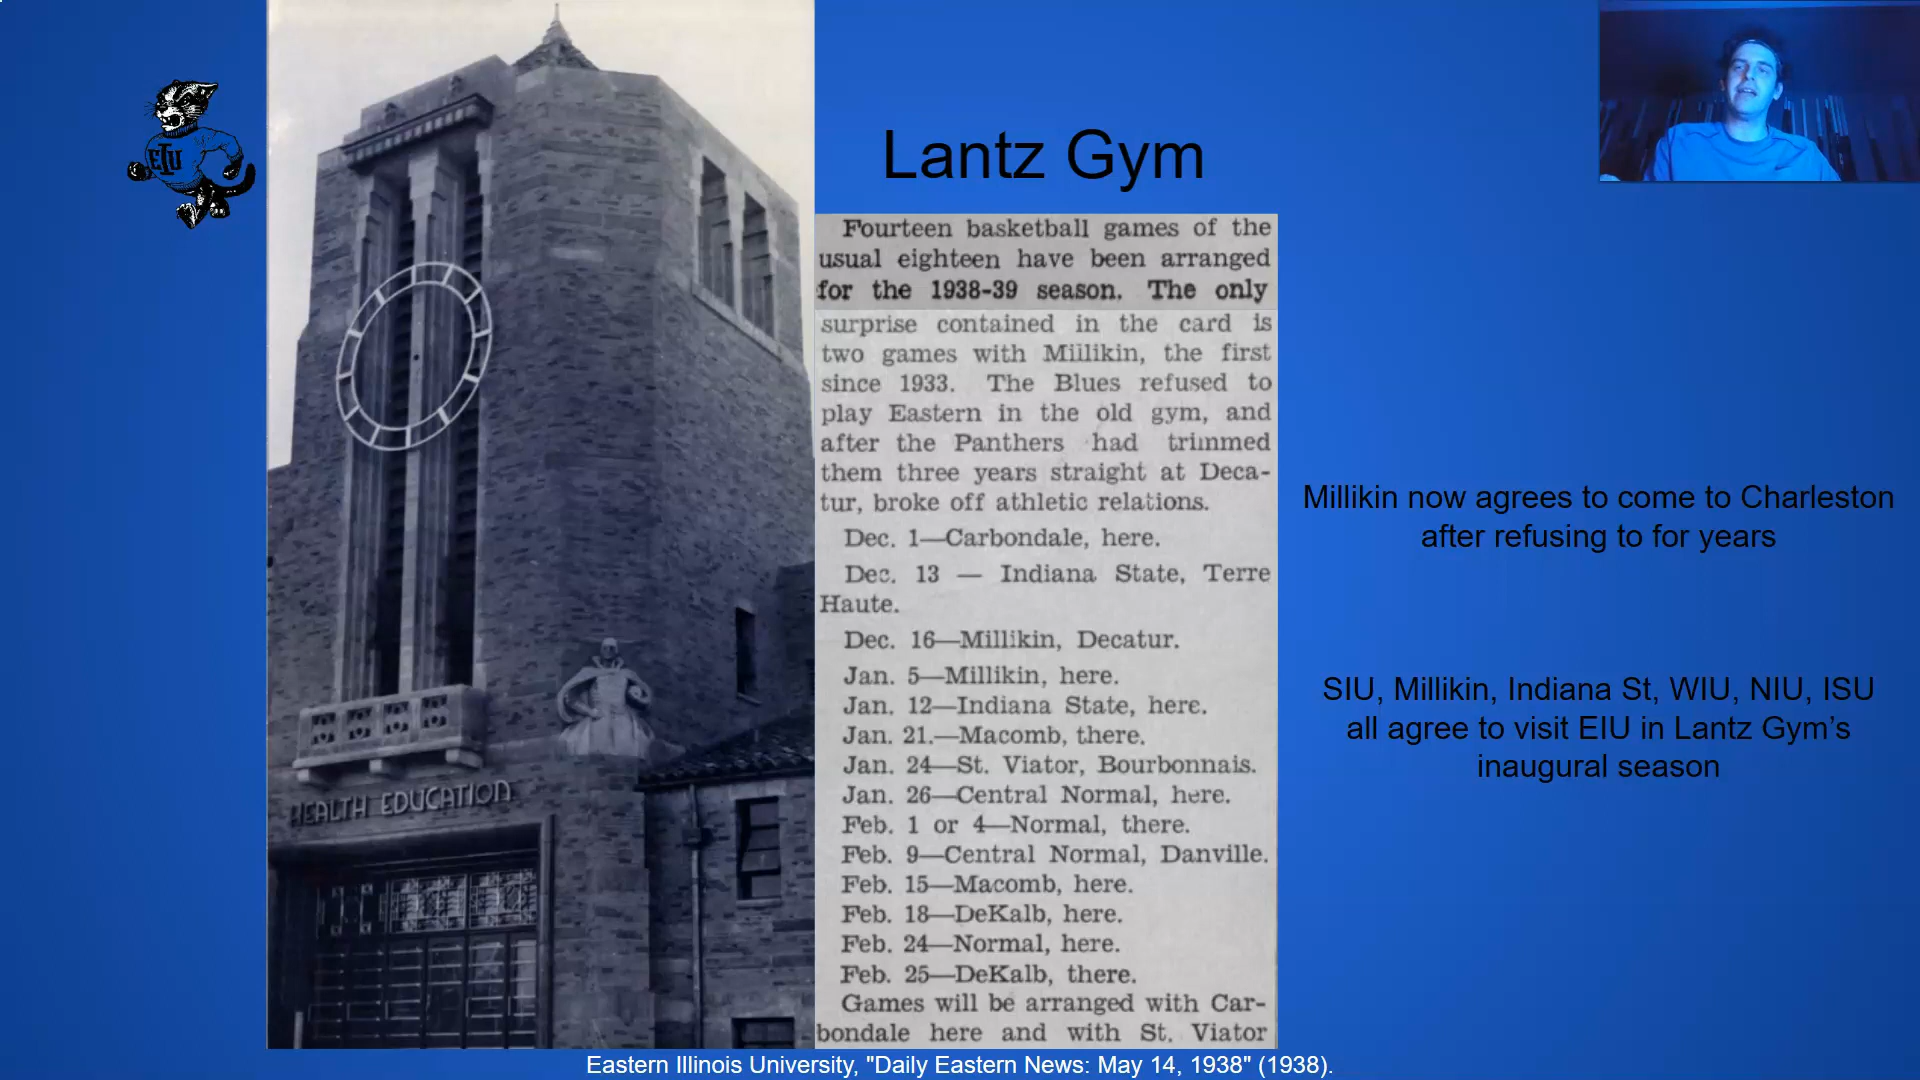 EIU
HEALTH EDUCATION
Lantz Gym
Fourteen basketball games of the
usual eighteen have been arranged
for the 1938-39 season. The only
surprise contained in the card is
two games with Millikin, the first
since 1933. The Blues refused to
play Eastern in the old gym, and
after the Panthers had trimmed
them three years straight at Deca-
tur, broke off athletic relations.
Dec. 1—Carbondale, here.
Dec. 13 — Indiana State, Terre
Haute.
Dec. 16—Millikin, Decatur.
Jan. 5—Millikin, here.
Jan. 12—Indiana State, here.
Jan. 21.—Macomb, there.
Jan. 24—St. Viator, Bourbonnais.
Jan. 26—Central Normal, here.
Feb. 1 or 4—Normal, there.
Feb. 9—Central Normal, Danville.
Feb. 15—Macomb, here.
Feb. 18—DeKalb, here.
Feb. 24—Normal, here.
Feb. 25—DeKalb, there.
Games will be arranged with Car-
bondale here and with St. Viator
Millikin now agrees to come to Charleston
after refusing to for years
SIU, Millikin, Indiana St, WIU, NIU, ISU
all agree to visit EIU in Lantz Gym’s
inaugural season
Eastern Illinois University, "Daily Eastern News: May 14, 1938" (1938).